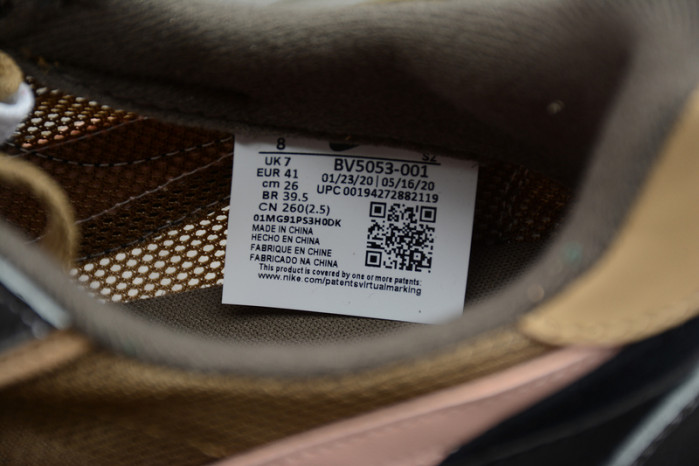 8 SZ
UK 7 BV5053-001
EUR 41 01/23/20 | 05/16/20
cm 26 UPC 00194272882119
BR 39.5
CN 260(2.5)
01MG91PS3H0DK
MADE IN CHINA
HECHO EN CHINA
FABRIQUE EN CHINE
FABRICADO NA CHINA
This product is covered by one or more patents:
www.nike.com/patentsvirtualmarking